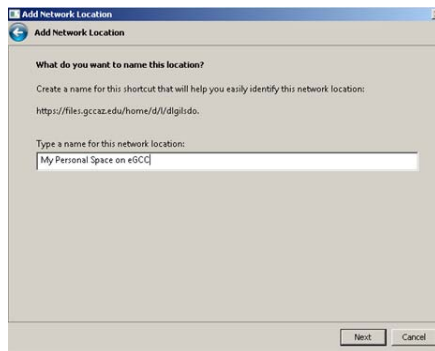 Add Network Location
Add Network Location
What do you want to name this location?
Create a name for this shortcut that will help you easily identify this network location:
https://files.gccaz.edu/home/d/l/dlgilsdo.
Type a name for this network location:
My Personal Space on eGCC
Next Cancel